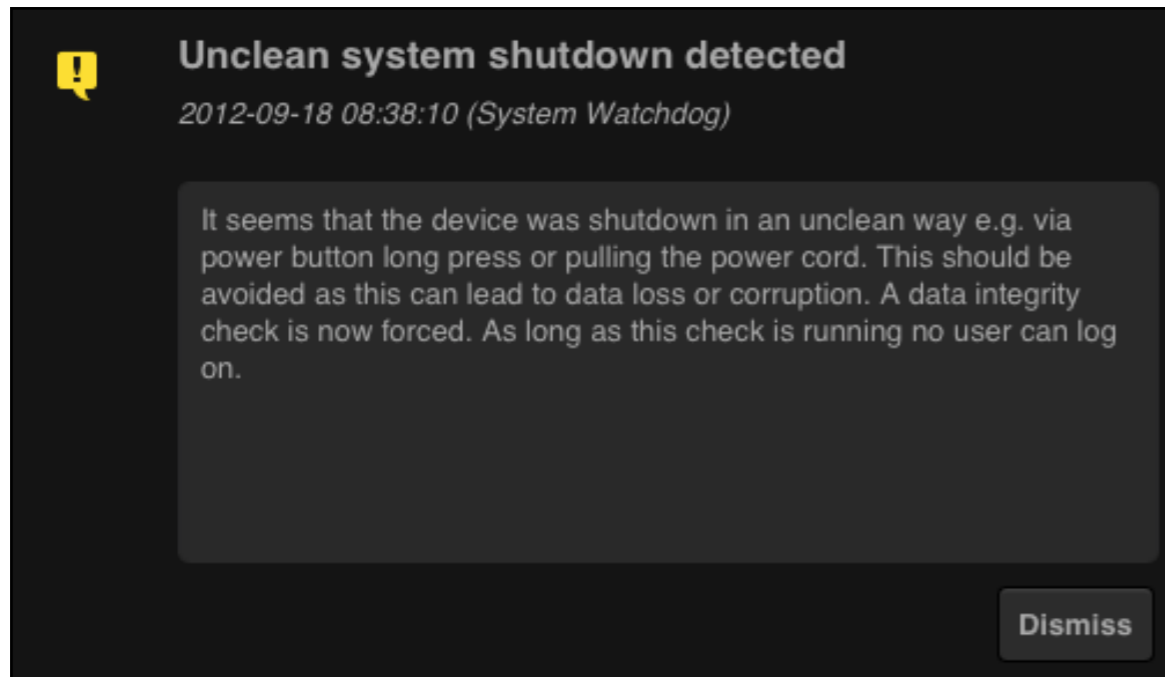 Unclean system shutdown detected
2012-09-18 08:38:10 (System Watchdog)
It seems that the device was shutdown in an unclean way e.g. via
power button long press or pulling the power cord. This should be
avoided as this can lead to data loss or corruption. A data integrity
check is now forced. As long as this check is running no user can log
on.
Dismiss